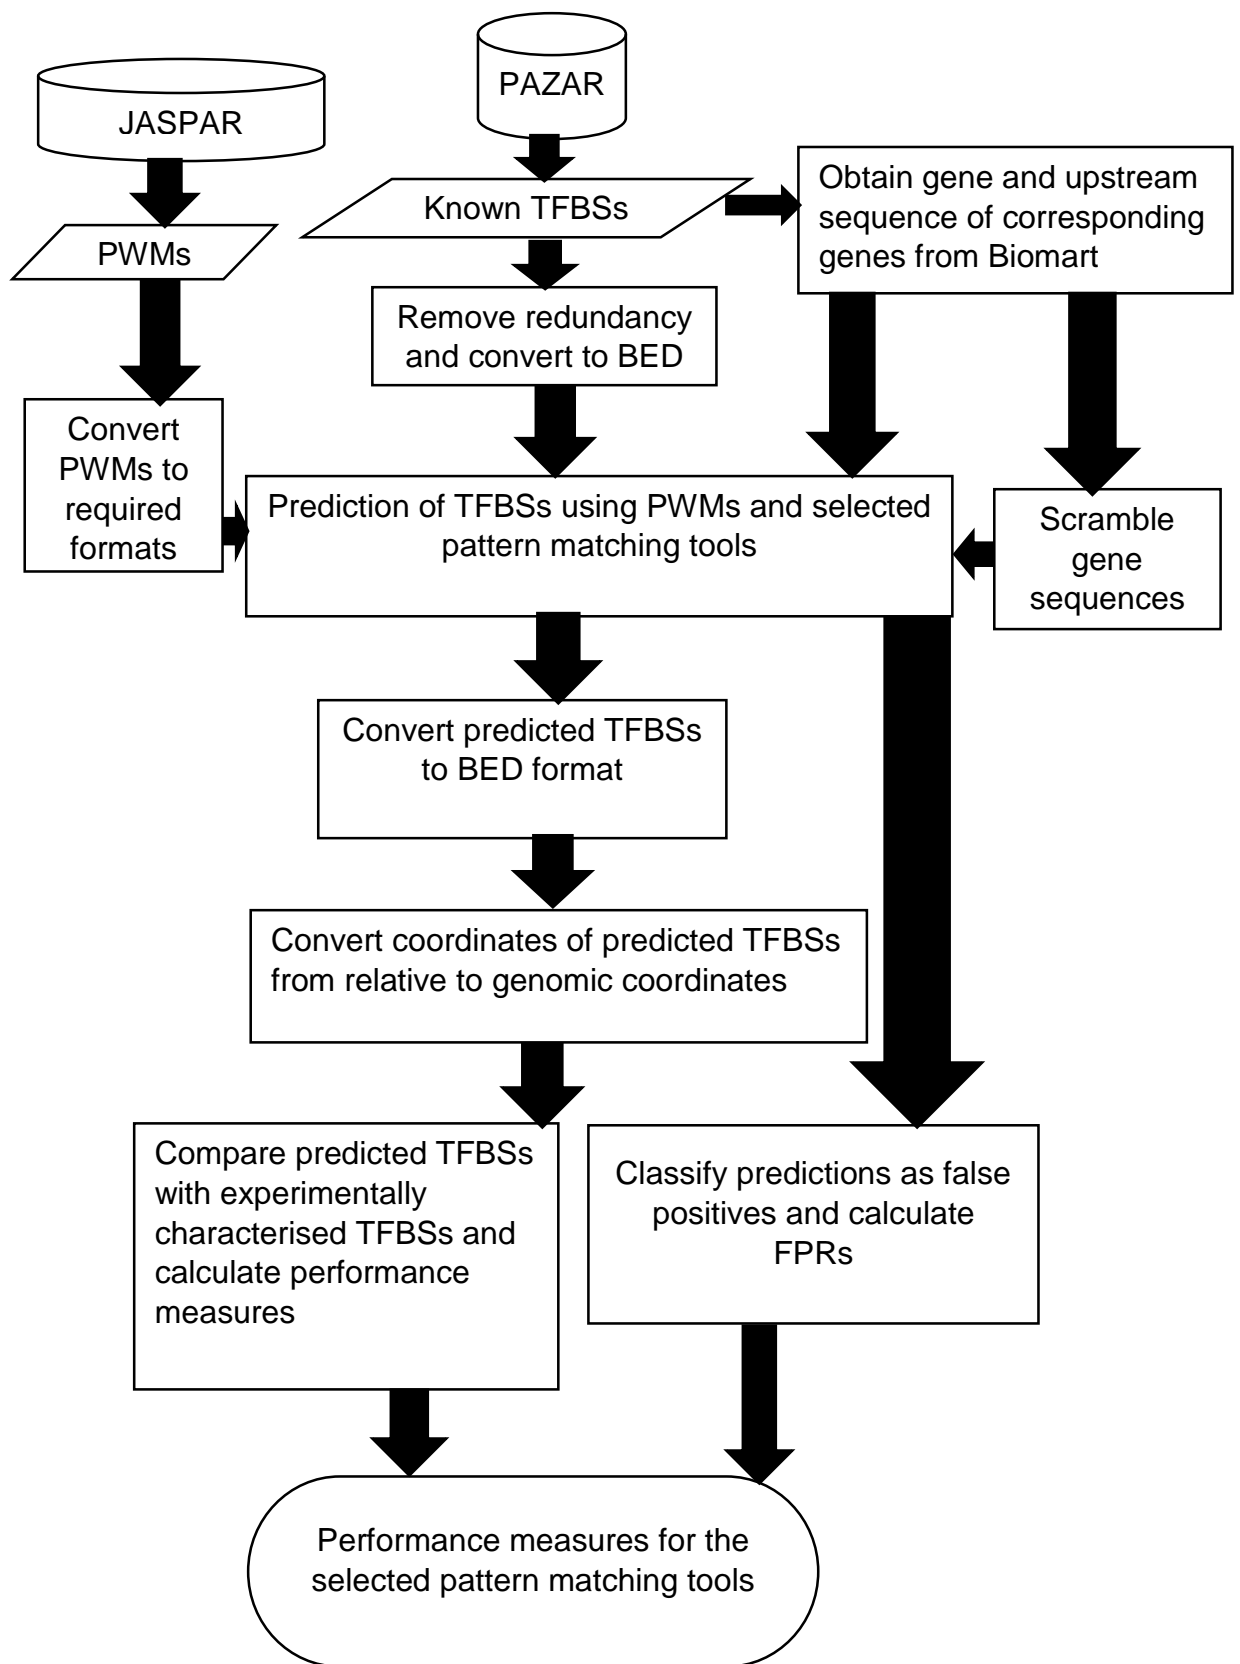 PAZAR
JASPAR
Known TFBSs
Obtain gene and upstream
sequence of corresponding
genes from Biomart
PWMs
Remove redundancy
and convert to BED
Convert
PWMs to
required
formats
Prediction of TFBSs using PWMs and selected
pattern matching tools
Scramble
gene
sequences
Convert predicted TFBSs
to BED format
Convert coordinates of predicted TFBSs
from relative to genomic coordinates
Compare predicted TFBSs
with experimentally
characterised TFBSs and
calculate performance
measures
Classify predictions as false
positives and calculate
FPRs
Performance measures for the
selected pattern matching tools